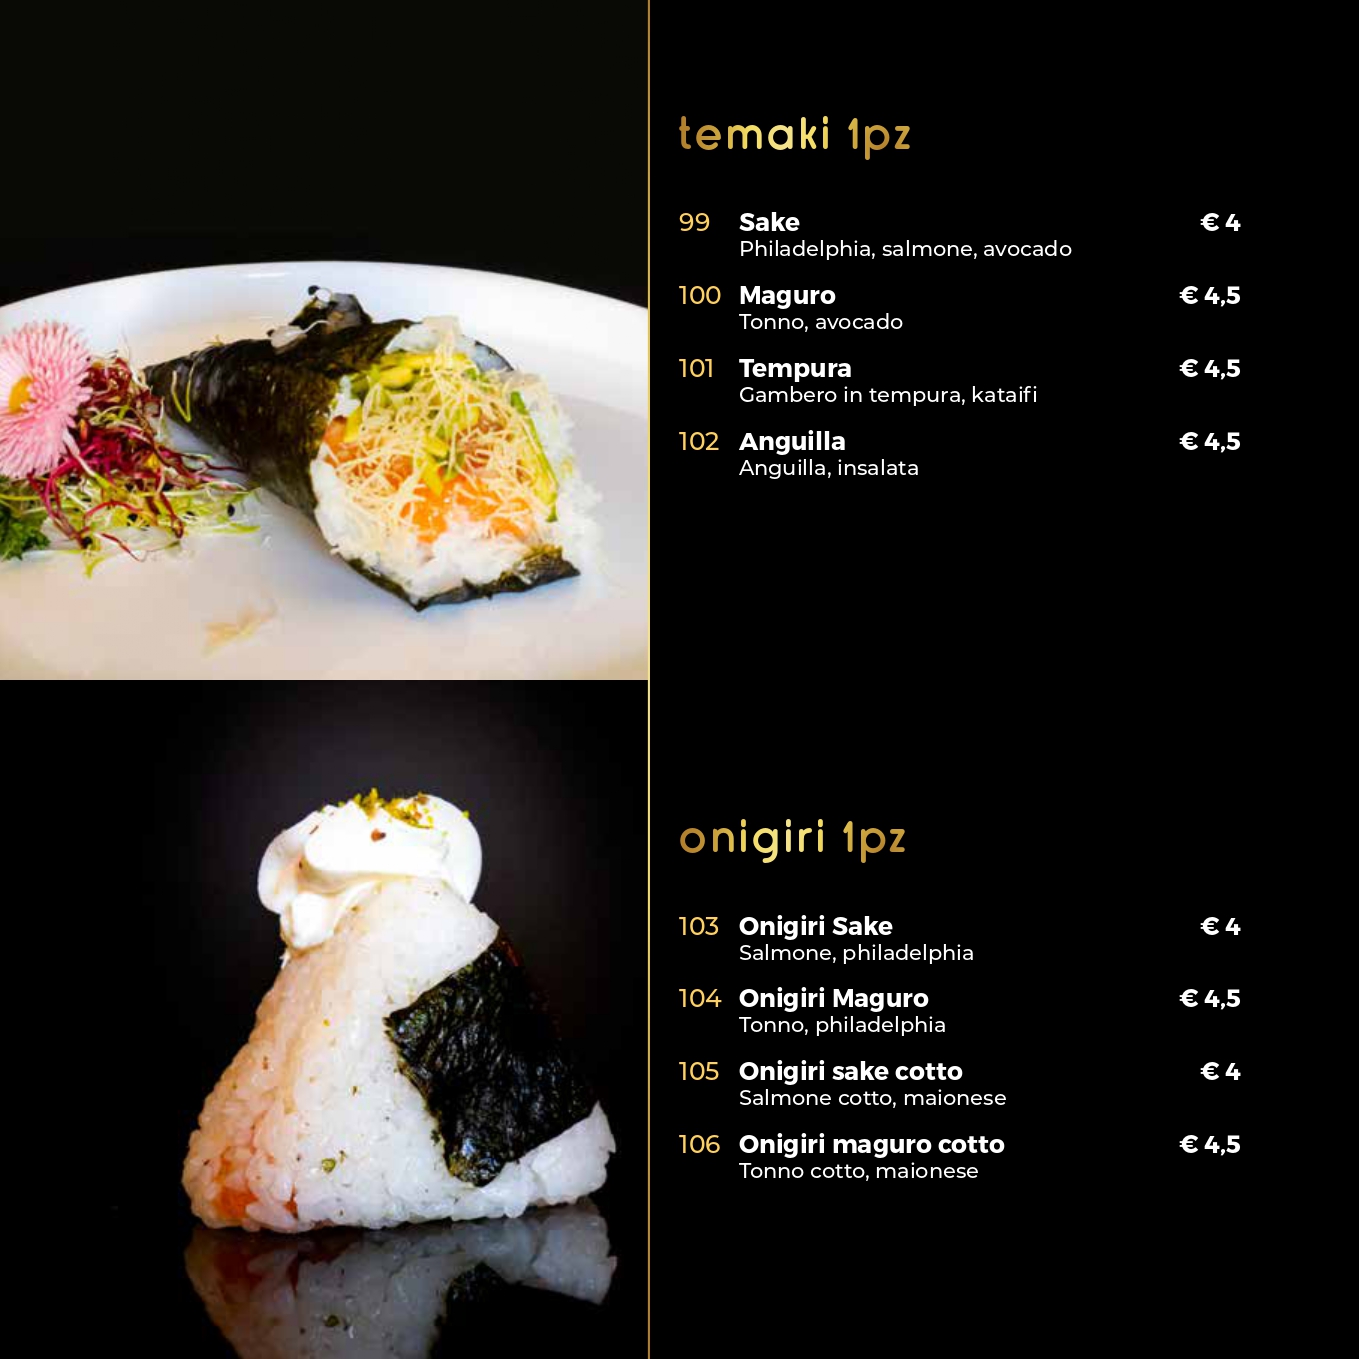 temaki 1pz
99 Sake € 4
Philadelphia, salmone, avocado
100 Maguro € 4,5
Tonno, avocado
101 Tempura € 4,5
Gambero in tempura, kataifi
102 Anguilla € 4,5
Anguilla, insalata
onigiri 1pz
103 Onigiri Sake € 4
Salmone, philadelphia
104 Onigiri Maguro € 4,5
Tonno, philadelphia
105 Onigiri sake cotto € 4
Salmone cotto, maionese
106 Onigiri maguro cotto € 4,5
Tonno cotto, maionese